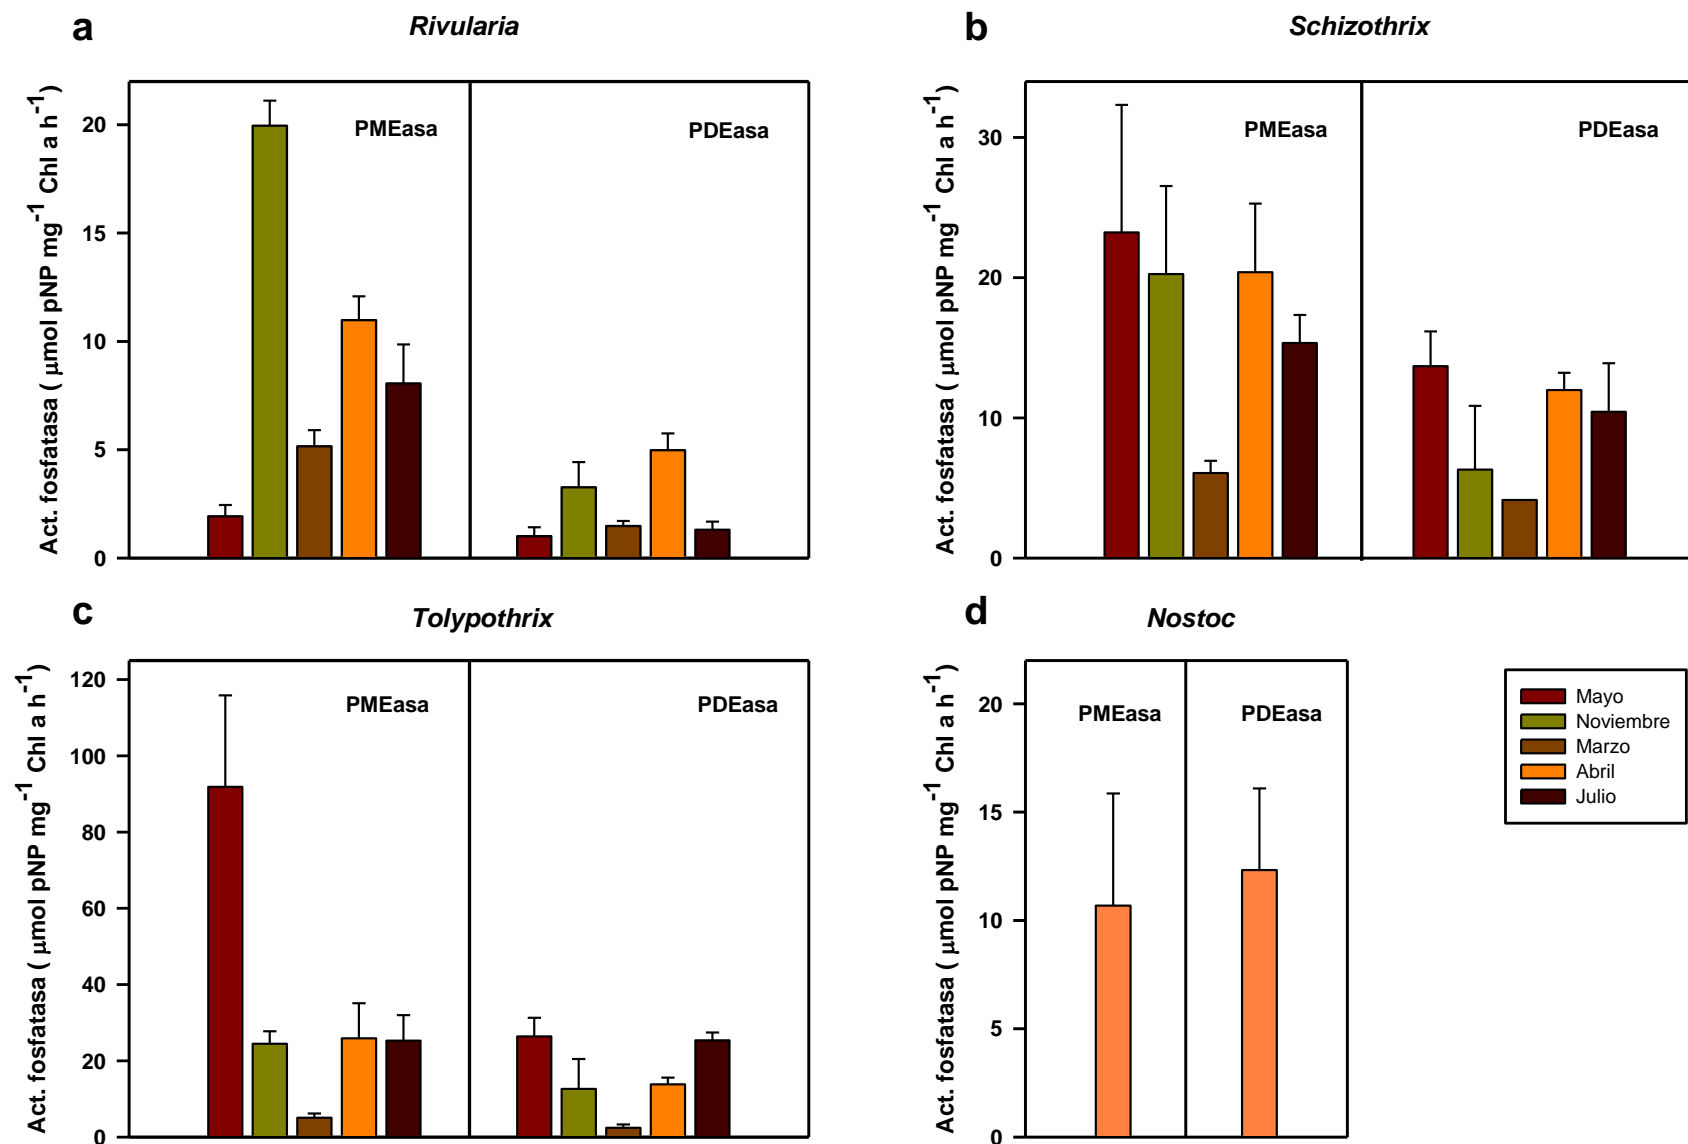 a
Rivularia
Act. fosfatasa ( μmol pNP mg-1 Chl a h-1)
20
15
10
5
0
PMEasa
PDEasa
b
Schizothrix
Act. fosfatasa ( μmol pNP mg-1 Chl a h-1)
30
20
10
0
PMEasa
PDEasa
c
Tolypothrix
Act. fosfatasa ( μmol pNP mg-1 Chl a h-1)
120
100
80
60
40
20
0
PMEasa
PDEasa
d
Nostoc
Act. fosfatasa ( μmol pNP mg-1 Chl a h-1)
20
15
10
5
0
PMEasa
PDEasa
Mayo
Noviembre
Marzo
Abril
Julio